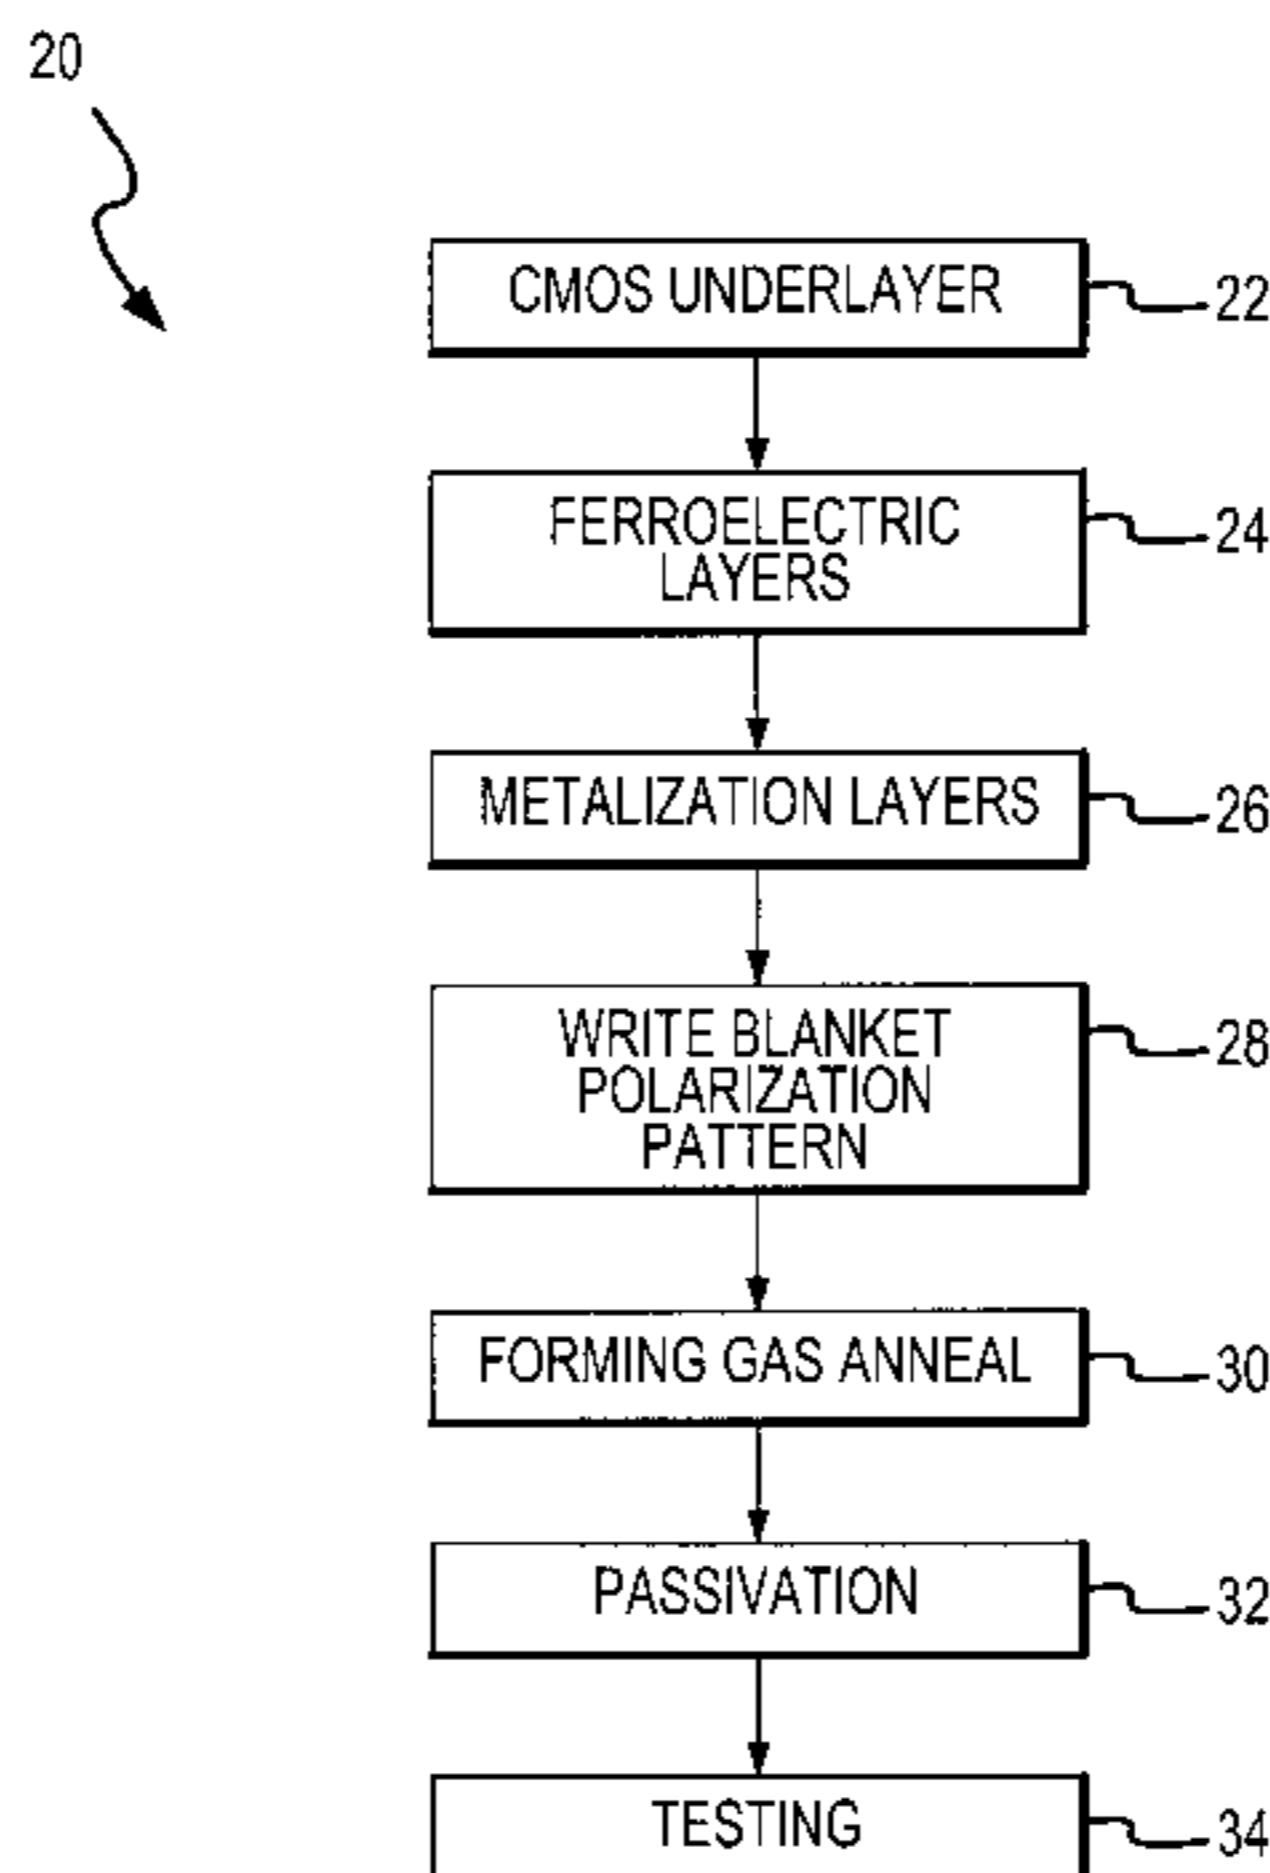 20
CMOS UNDERLAYER
22
FERROELECTRIC
LAYERS
24
METALIZATION LAYERS
26
WRITE BLANKET
POLARIZATION
PATTERN
28
FORMING GAS ANNEAL
30
PASSIVATION
32
TESTING
34